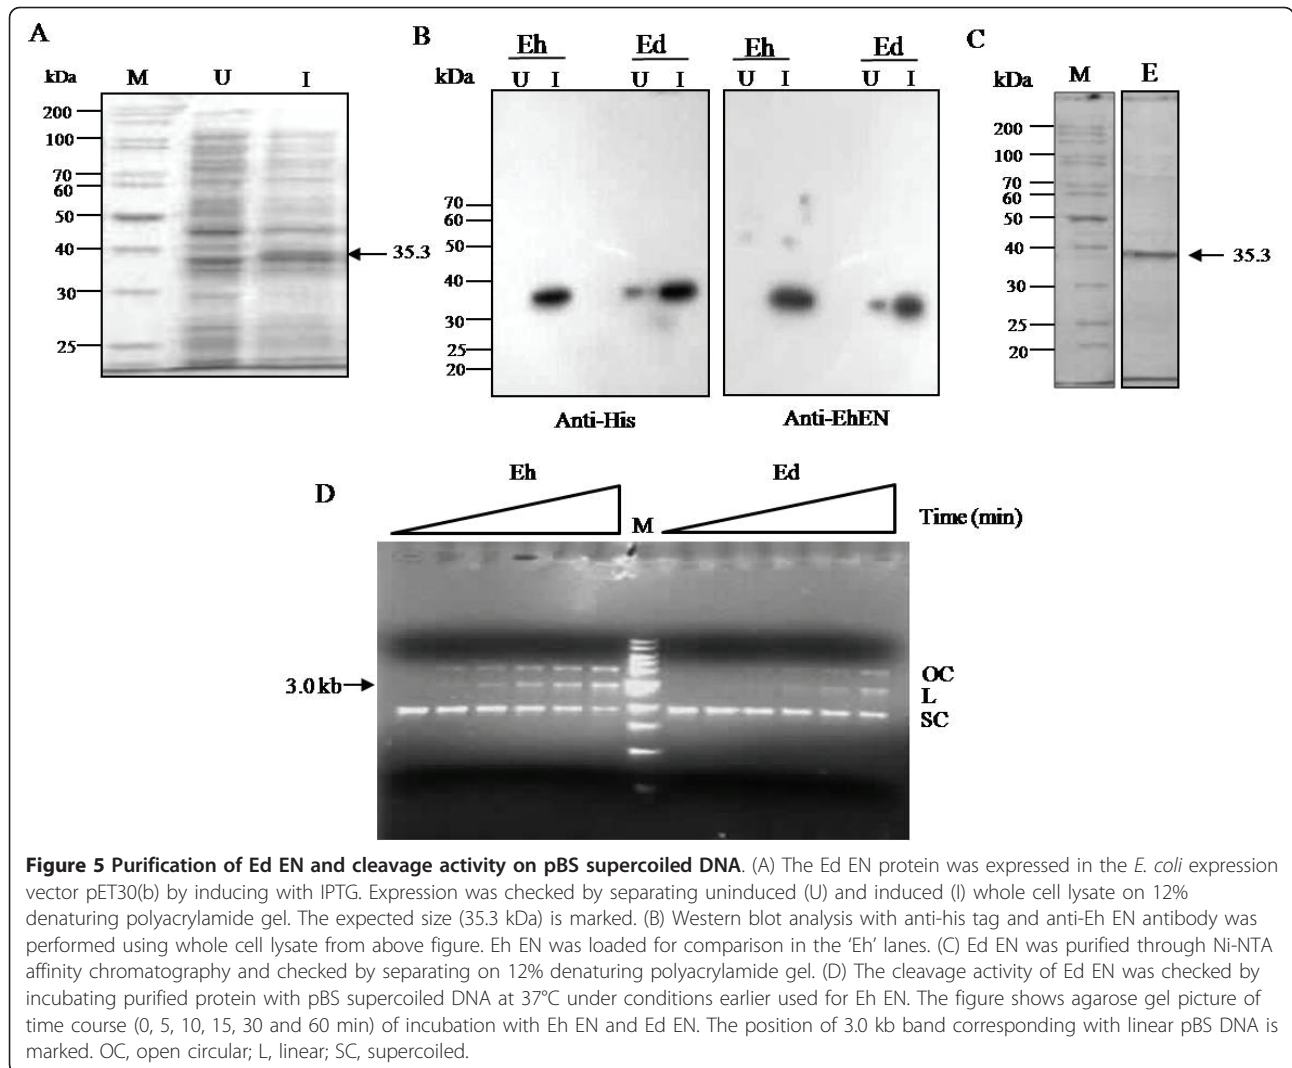 A
kDa M U I
200
100
70
60
50
40
30
25
35.3
B
Eh Ed
kDa U I U I
70
60
50
40
30
25
20
Anti-His
Eh Ed
U I U I
Anti-EhEN
C
kDa M E
200
100
70
60
50
40
30
25
20
35.3
D
Eh M Ed Time (min)
3.0 kb
OC
L
SC
Figure 5 Purification of Ed EN and cleavage activity on pBS supercoiled DNA. (A) The Ed EN protein was expressed in the E. coli expression
vector pET30(b) by inducing with IPTG. Expression was checked by separating uninduced (U) and induced (I) whole cell lysate on 12%
denaturing polyacrylamide gel. The expected size (35.3 kDa) is marked. (B) Western blot analysis with anti-his tag and anti-Eh EN antibody was
performed using whole cell lysate from above figure. Eh EN was loaded for comparison in the ‘Eh’ lanes. (C) Ed EN was purified through Ni-NTA
affinity chromatography and checked by separating on 12% denaturing polyacrylamide gel. (D) The cleavage activity of Ed EN was checked by
incubating purified protein with pBS supercoiled DNA at 37°C under conditions earlier used for Eh EN. The figure shows agarose gel picture of
time course (0, 5, 10, 15, 30 and 60 min) of incubation with Eh EN and Ed EN. The position of 3.0 kb band corresponding with linear pBS DNA is
marked. OC, open circular; L, linear; SC, supercoiled.